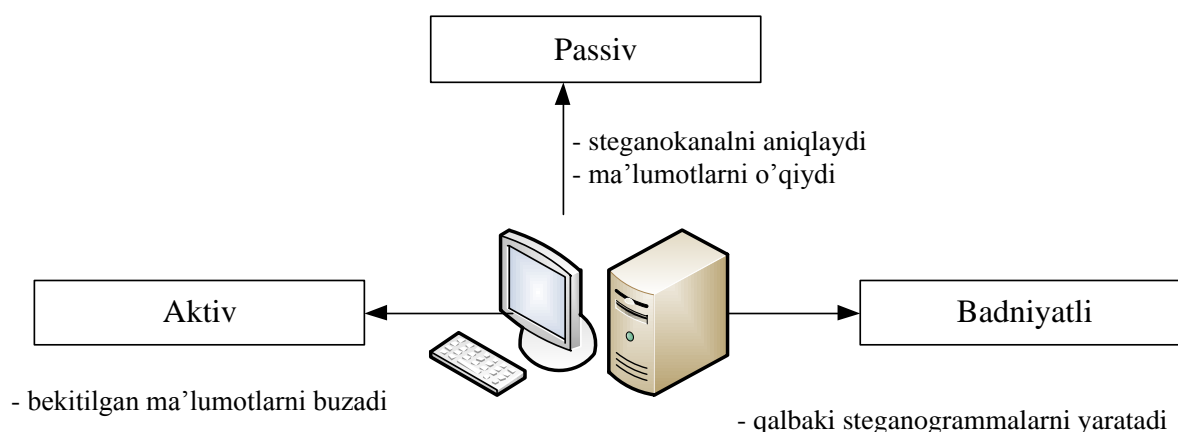 Passiv
- steganokanalni aniqlaydi
- ma’lumotlarni o’qiydi
Aktiv
Badniyatli
- bekitilgan ma’lumotlarni buzadi
- qalbaki steganogrammalarni yaratadi